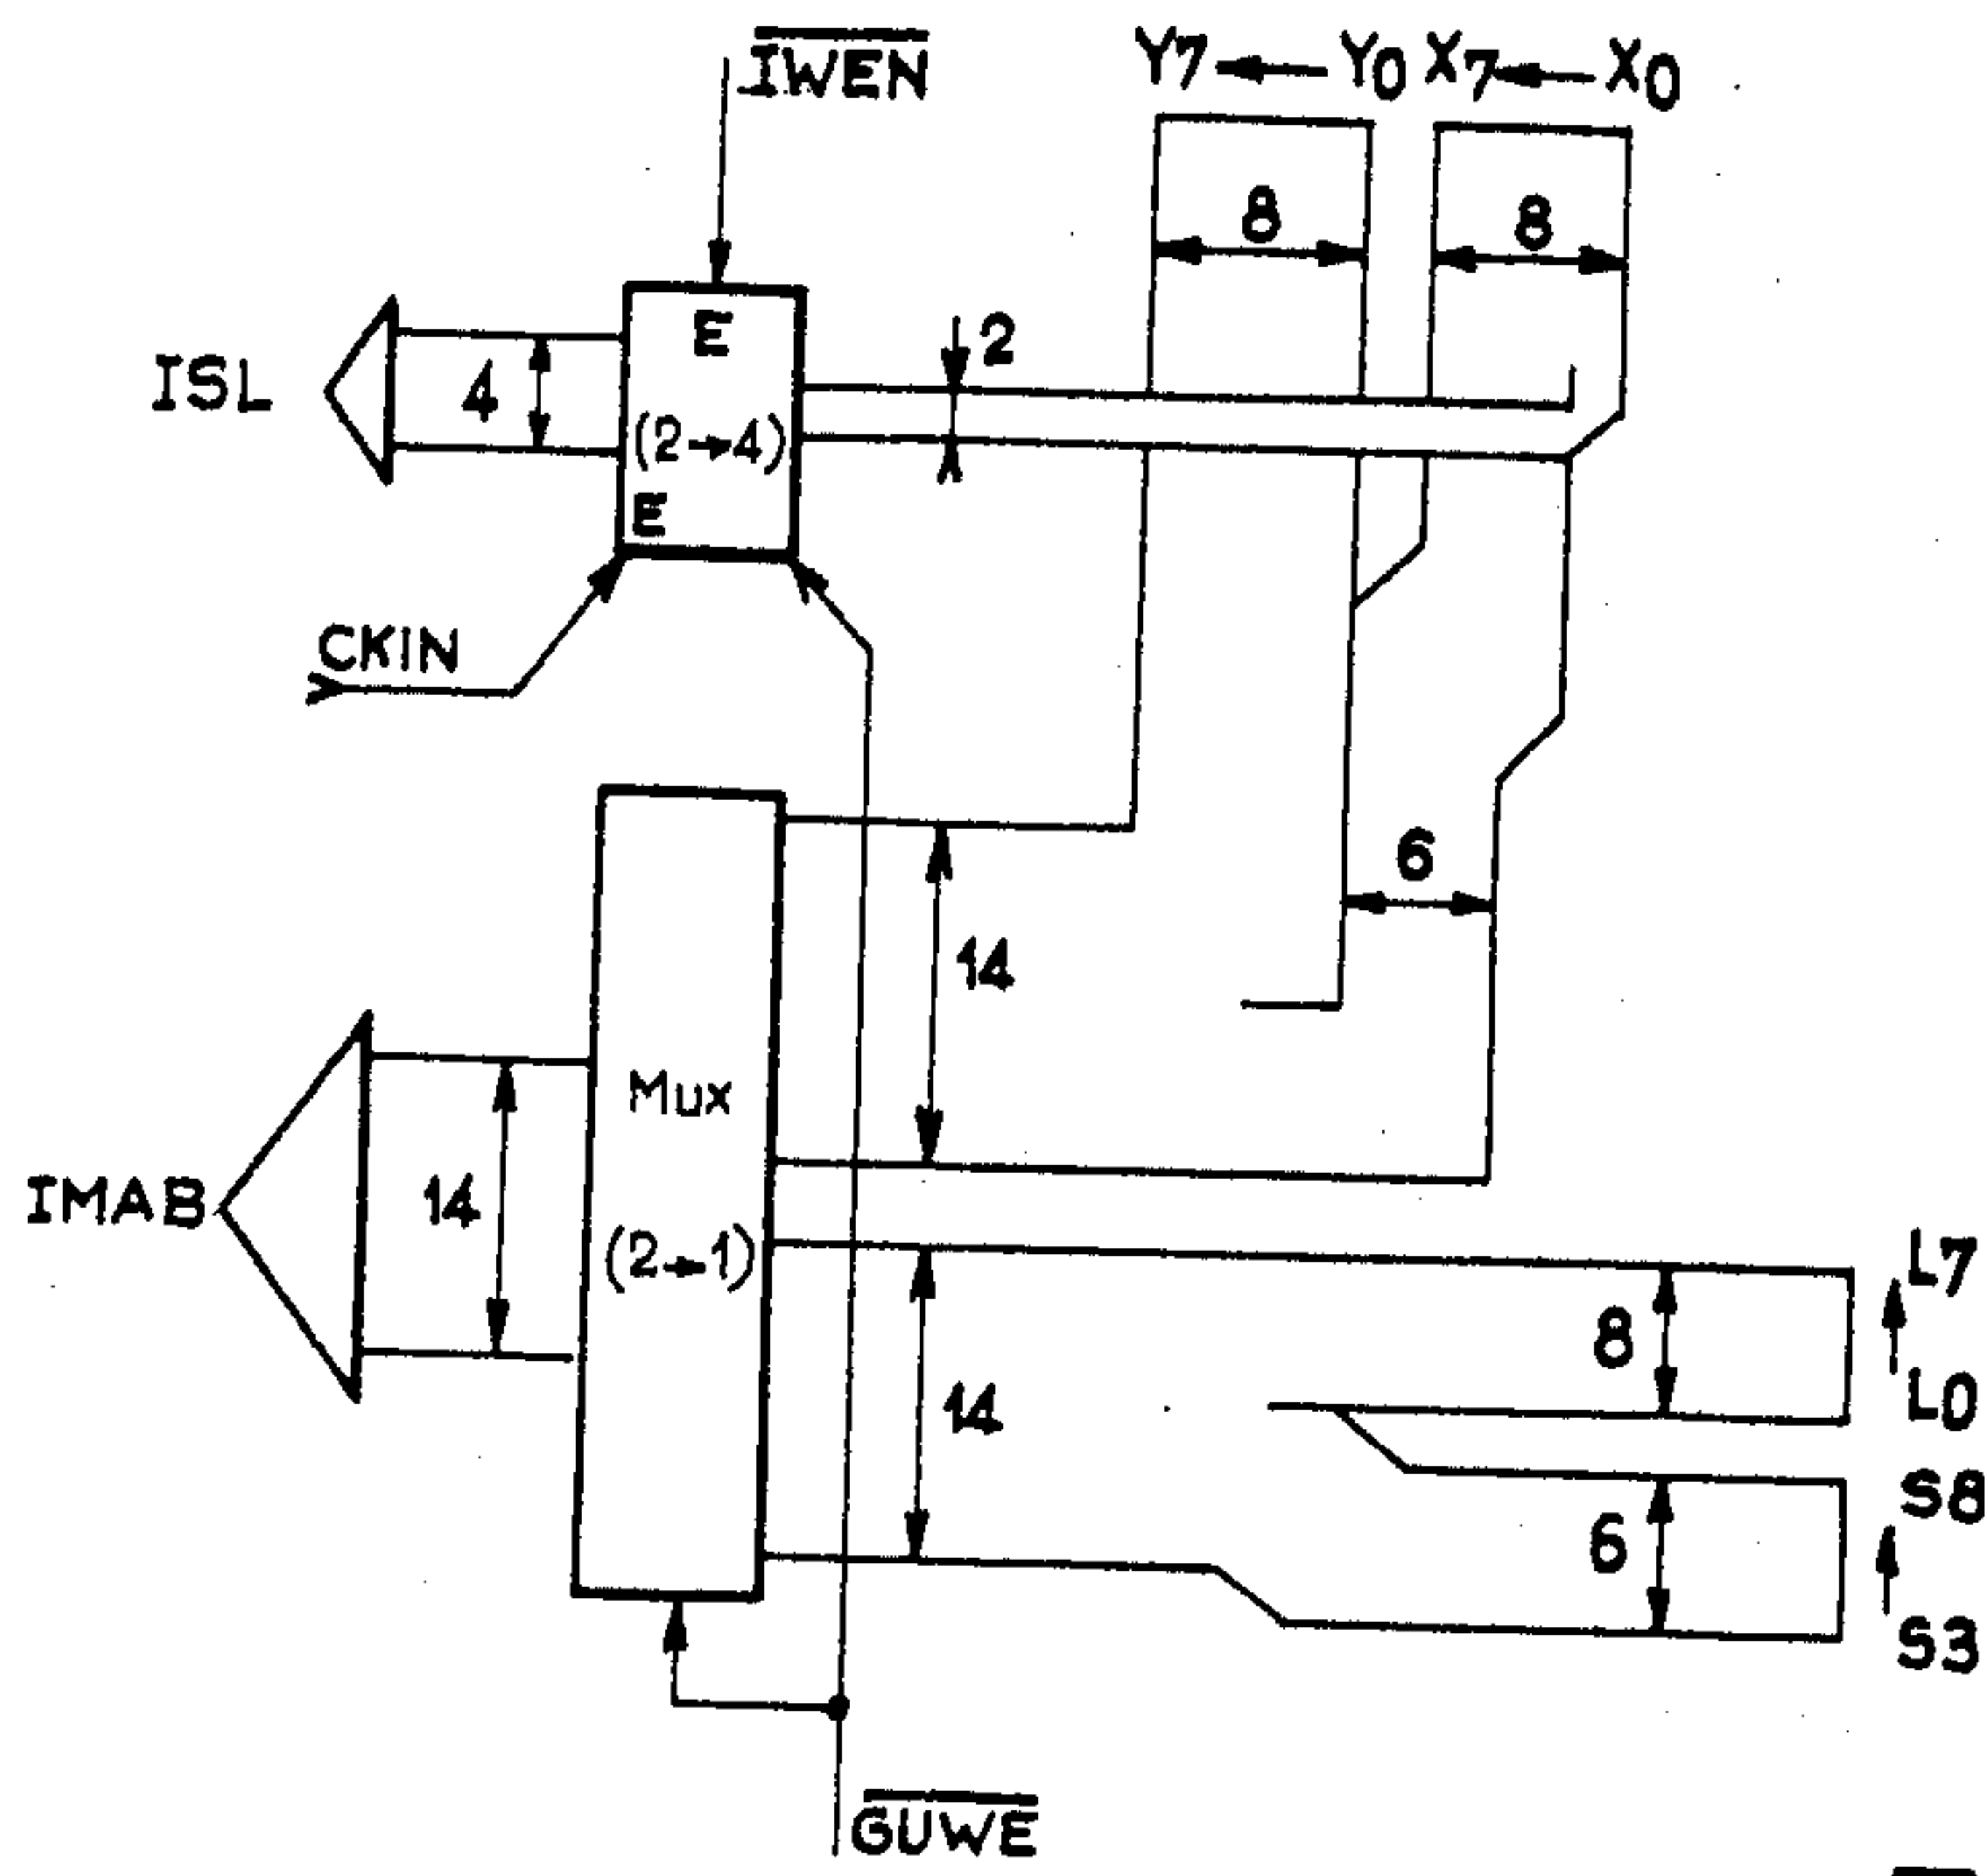 IWEN
Y7 ← Y0 X7 ← X0
8
8
E
2
ISL
4
(2→4)
E
CKIN
6
14
Mux
IMAB
14
(2→1)
L7
8
L0
14
S8
6
S3
GUWE